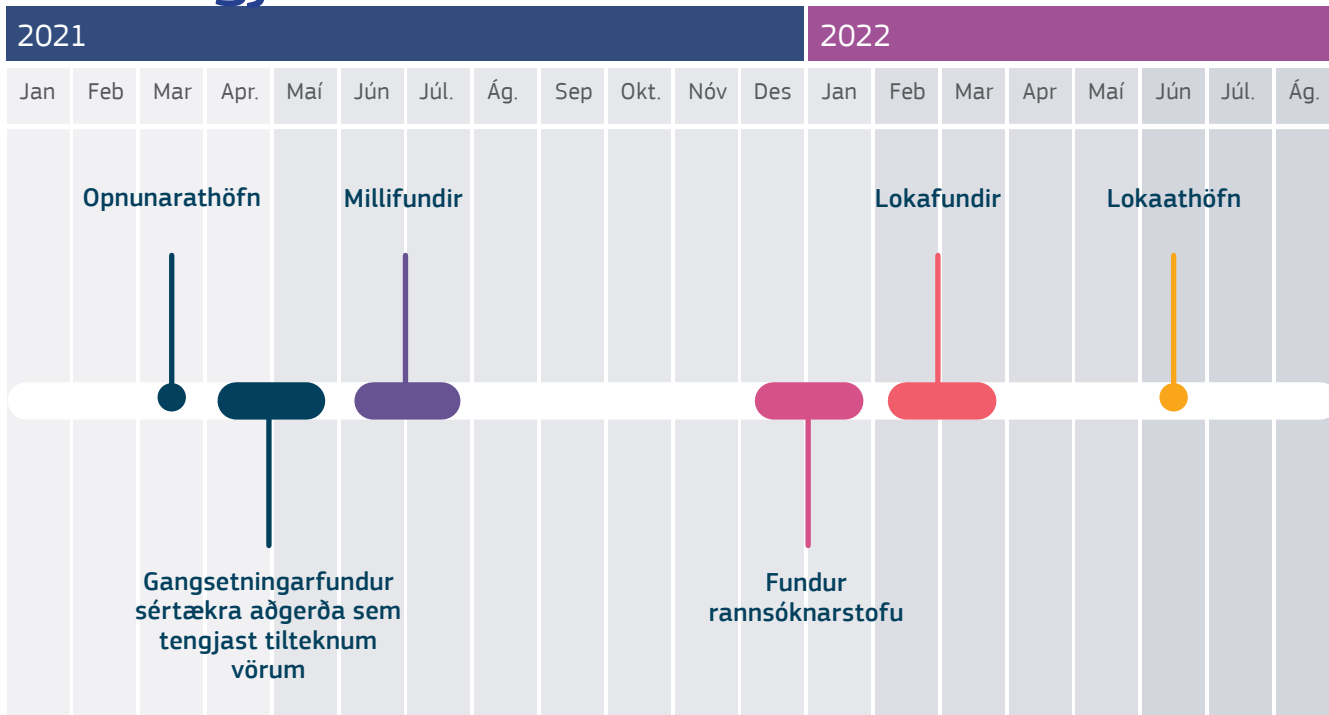 2021
2022
Jan Feb Mar Apr. Maí Jún Júl. Ág. Sep Okt. Nóv Des Jan Feb Mar Apr Maí Jún Júl. Ág.
Opnunarathöfn
Millifundir
Lokafundir
Lokaathöfn
Gangsetningarfundur
sértækra aðgerða sem
tengjast tilteknum
vörum
Fundur
rannsóknarstofu